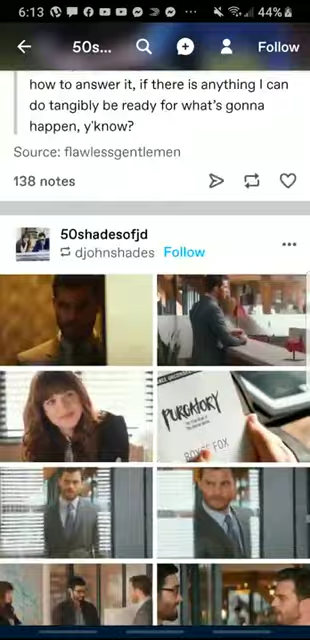 6:13
44%
50s...
Follow
how to answer it, if there is anything I can
do tangibly be ready for what's gonna
happen, y'know?
Source: flawlessgentlemen
138 notes
50shadesofjd
djohnshades Follow
PURGATORY
FOX